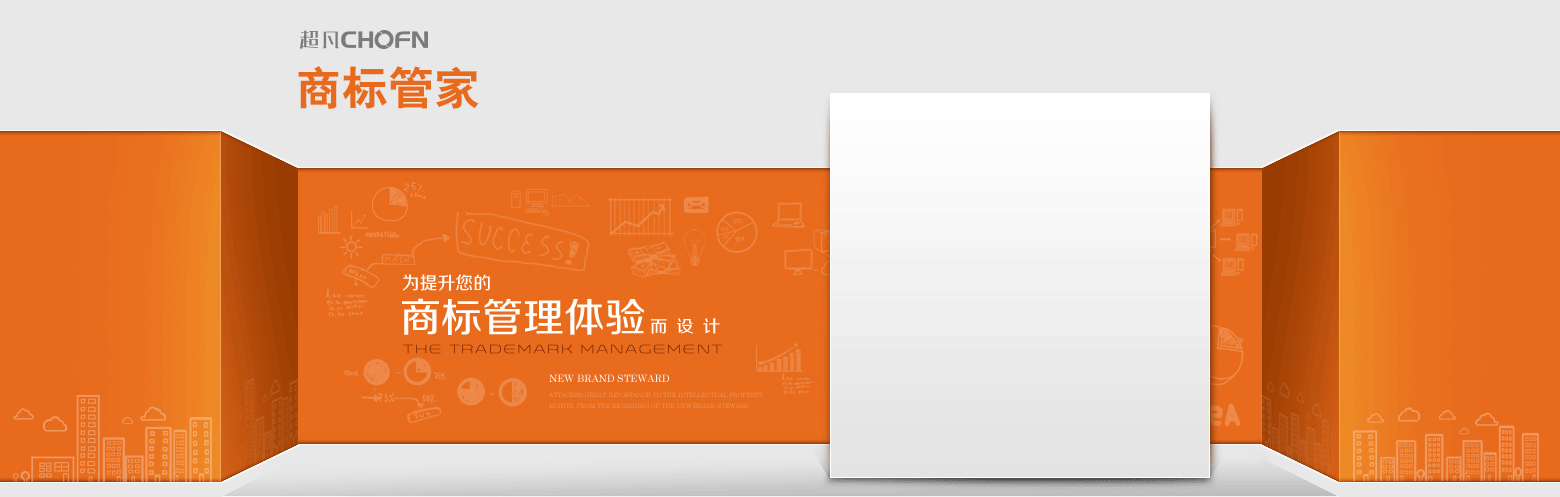 超凡CHOFN
商标管家
25%
SUCCESS!
为提升您的
商标管理体验而设计
THE TRADEMARK MANAGEMENT
NEW BRAND STEWARD
ATTACHES GREAT IMPORTANCE TO THE INTELLECTUAL PROPERTY
RIGHTS, FROM THE BEGINNING OF THE NEW BRAND STEWARD